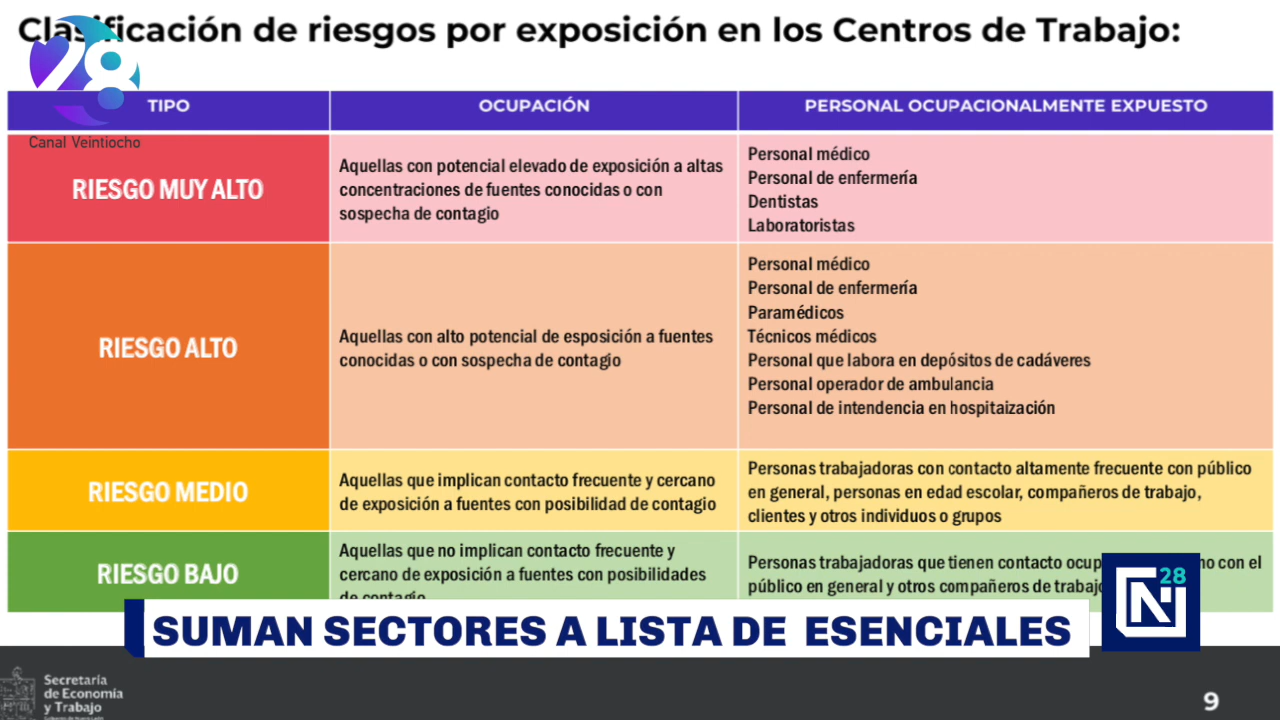 Clasificación de riesgos por exposición en los Centros de Trabajo:
28
Canal Veintiocho
TIPO
OCUPACIÓN
PERSONAL OCUPACIONALMENTE EXPUESTO
RIESGO MUY ALTO
Aquellas con potencial elevado de exposición a altas
concentraciones de fuentes conocidas o con
sospecha de contagio
Personal médico
Personal de enfermería
Dentistas
Laboratoristas
RIESGO ALTO
Aquellas con alto potencial de esposición a fuentes
conocidas o con sospecha de contagio
Personal médico
Personal de enfermería
Paramédicos
Técnicos médicos
Personal que labora en depósitos de cadáveres
Personal operador de ambulancia
Personal de intendencia en hospitaización
RIESGO MEDIO
Aquellas que implican contacto frecuente y cercano
de exposición a fuentes con posibilidad de contagio
Personas trabajadoras con contacto altamente frecuente con público
en general, personas en edad escolar, compañeros de trabajo,
clientes y otros individuos o grupos
RIESGO BAJO
Aquellas que no implican contacto frecuente y
cercano de exposición a fuentes con posibilidades
de contagio
Personas trabajadoras que tienen contacto con el
público en general y otros compañeros de trabajo
SUMAN SECTORES A LISTA DE ESENCIALES
N 28
Secretaría
de Economía
y Trabajo
9